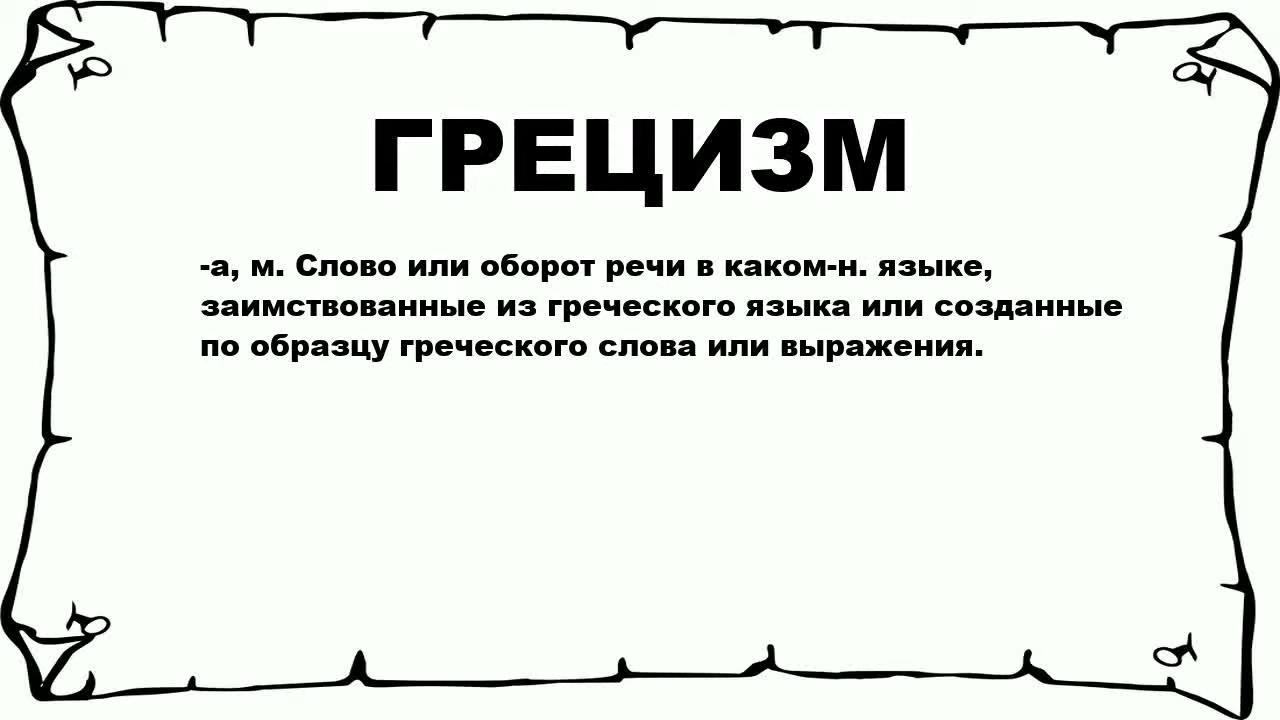 ГРЕЦИЗМ
-а, м. Слово или оборот речи в каком-н. языке,
заимствованные из греческого языка или созданные
по образцу греческого слова или выражения.